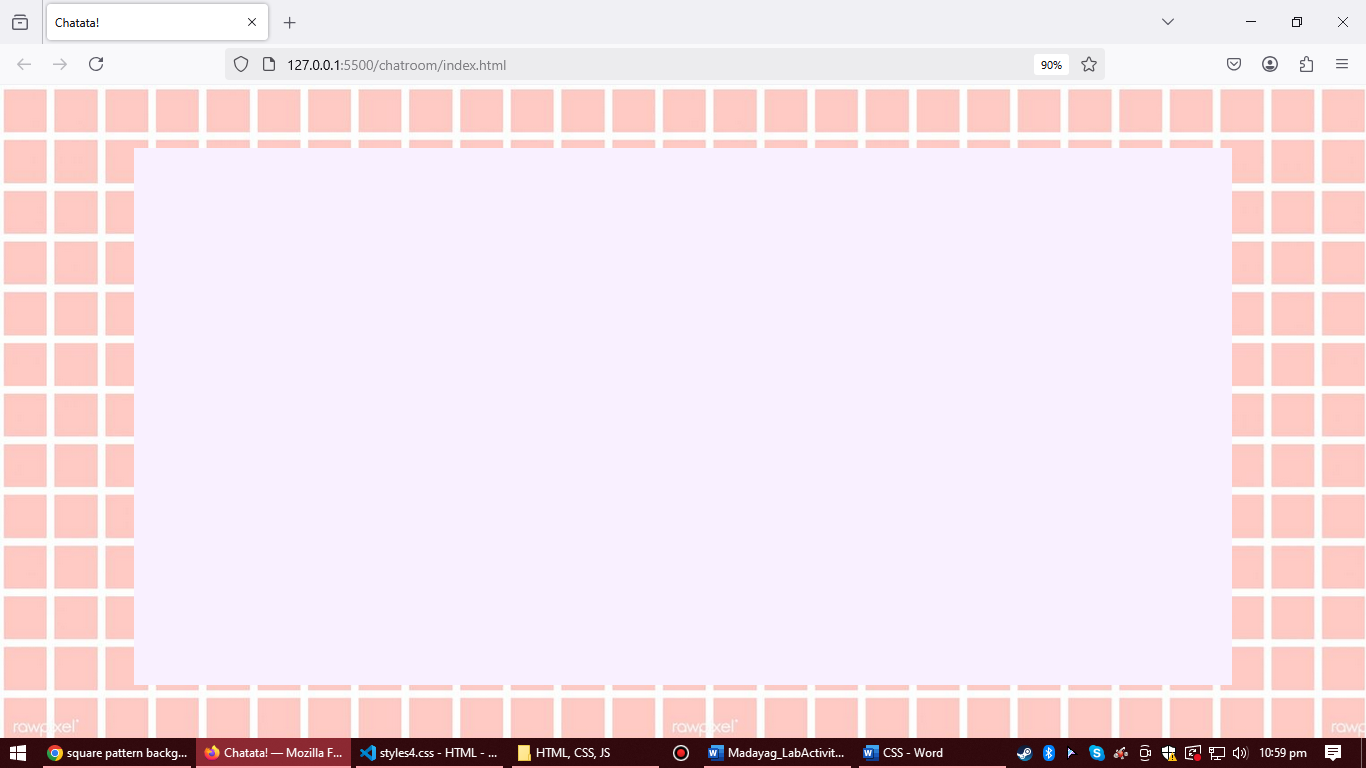 Chatata!
127.0.0.1:5500/chatroom/index.html
90%
rawpixel
rawpixel
square pattern backg...
Chatata! — Mozilla F...
styles4.css - HTML - ...
HTML, CSS, JS
Madayag_LabActivit...
CSS - Word
10:59 pm